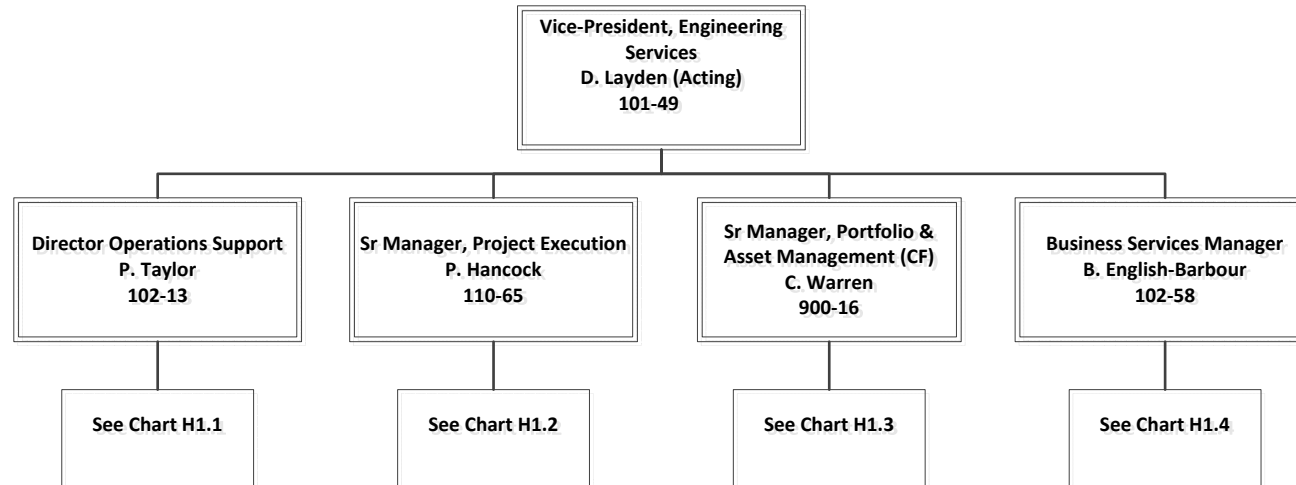 Vice-President, Engineering
Services
D. Layden (Acting)
101-49
Director Operations Support
P. Taylor
102-13
Sr Manager, Project Execution
P. Hancock
110-65
Sr Manager, Portfolio &
Asset Management (CF)
C. Warren
900-16
Business Services Manager
B. English-Barbour
102-58
See Chart H1.1
See Chart H1.2
See Chart H1.3
See Chart H1.4